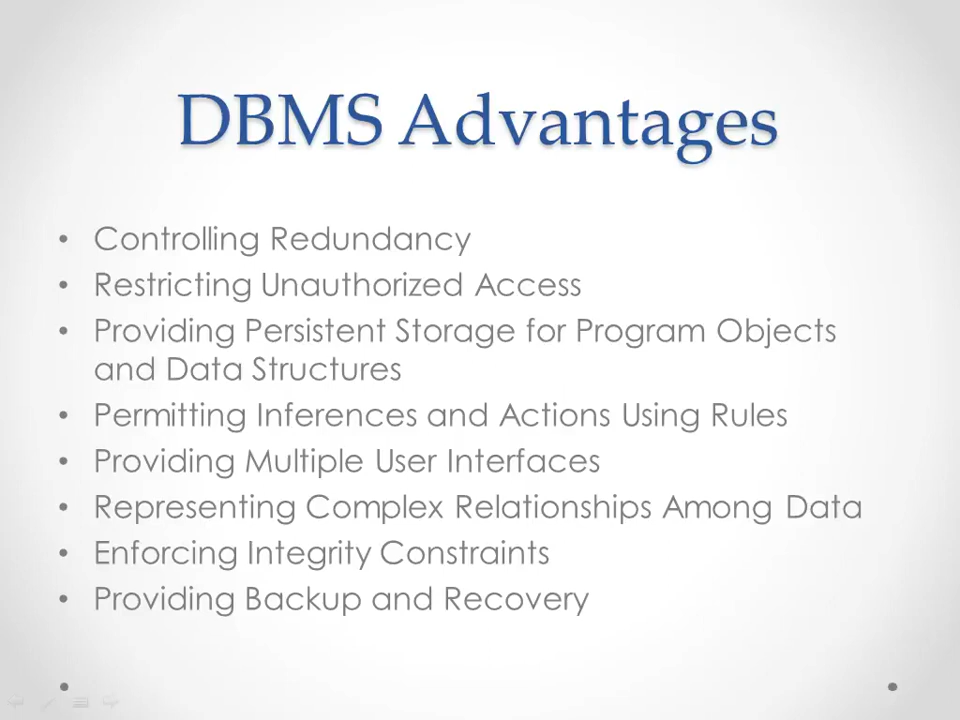 DBMS Advantages
• Controlling Redundancy
• Restricting Unauthorized Access
• Providing Persistent Storage for Program Objects
and Data Structures
• Permitting Inferences and Actions Using Rules
• Providing Multiple User Interfaces
• Representing Complex Relationships Among Data
• Enforcing Integrity Constraints
• Providing Backup and Recovery